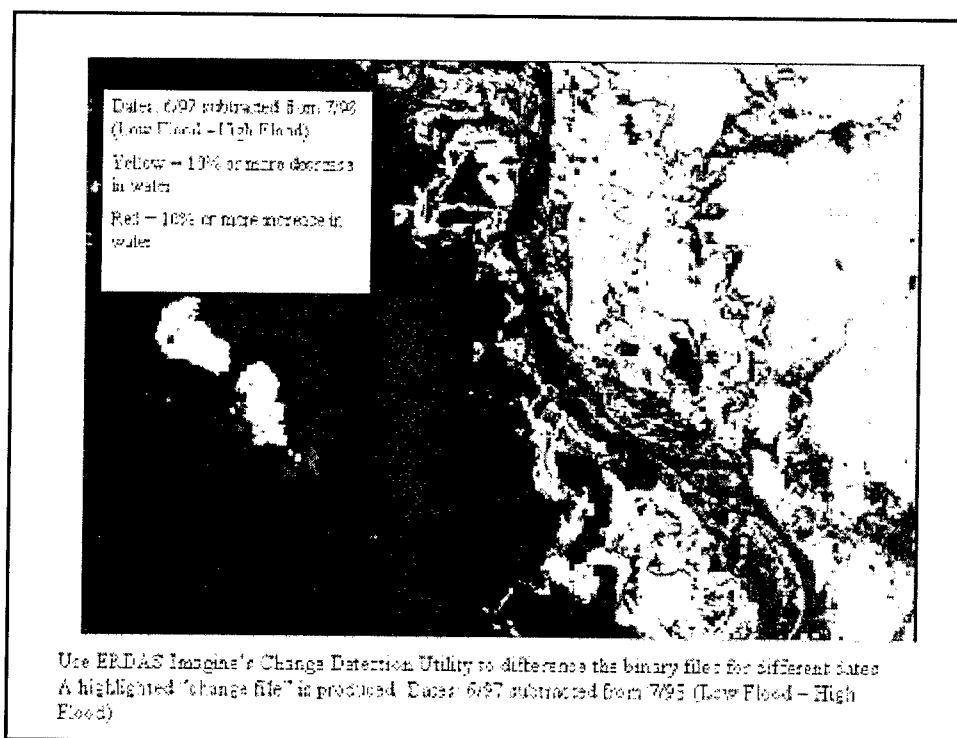 Dates: 6/97 subtracted from 7/98
(Low Flood – High Flood)
Yellow – 10% or more decrease
in water
Red – 10% or more increase in
water
Use ERDAS Imagine's Change Detection Utility to difference the binary files for different dates
A highlighted "change file" is produced. Dates: 6/97 subtracted from 7/95 (Low Flood – High
Flood)